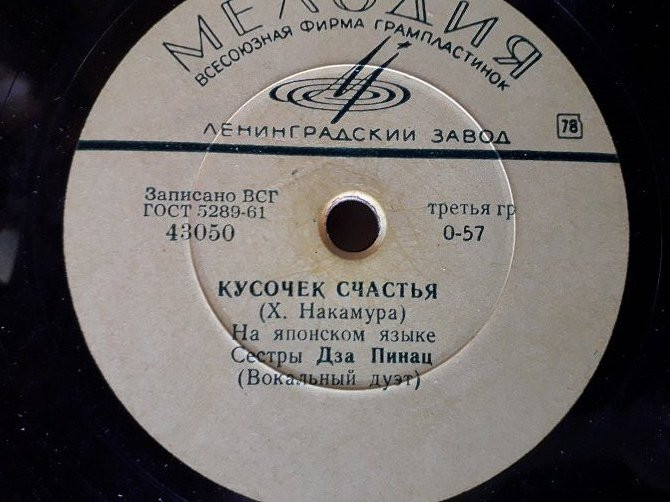 МЕЛОДИЯ
ВСЕСОЮЗНАЯ ФИРМА ГРАМПЛАСТИНОК
ЛЕНИНГРАДСКИЙ ЗАВОД
78
Записано ВСГ
ГОСТ 5289-61
43050
третья гр
0-57
КУСОЧЕК СЧАСТЬЯ
(Х. Накамура)
На японском языке
Сестры Дза Пинац
(Вокальный дуэт)